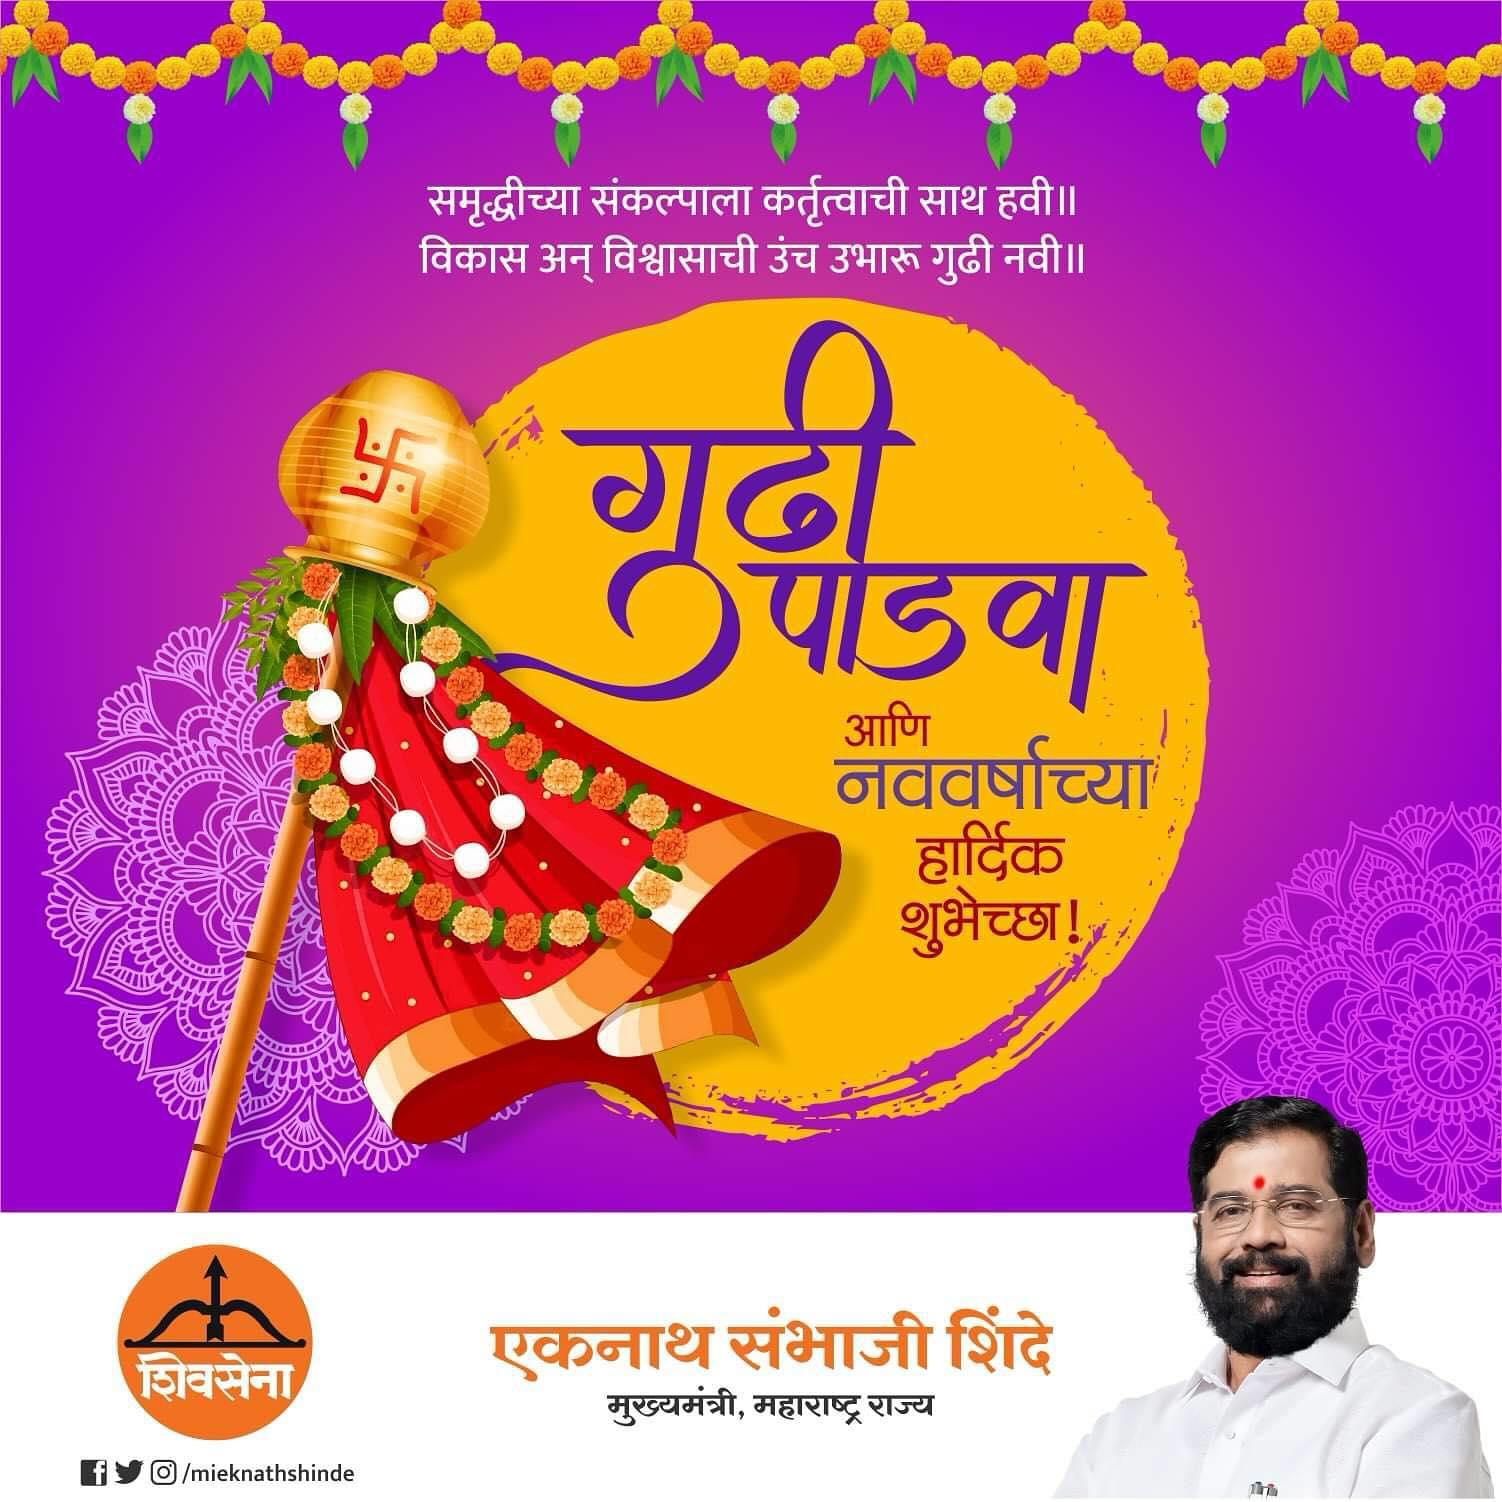 समृद्धीच्या संकल्पाला कर्तृत्वाची साथ हवी॥
विकास अन् विश्वासाची उंच उभारू गुढी नवी॥
गुढी
पाडवा
आणि
नववर्षाच्या
हार्दिक
शुभेच्छा!
शिवसेना
एकनाथ संभाजी शिंदे
मुख्यमंत्री, महाराष्ट्र राज्य
/mieknathshinde